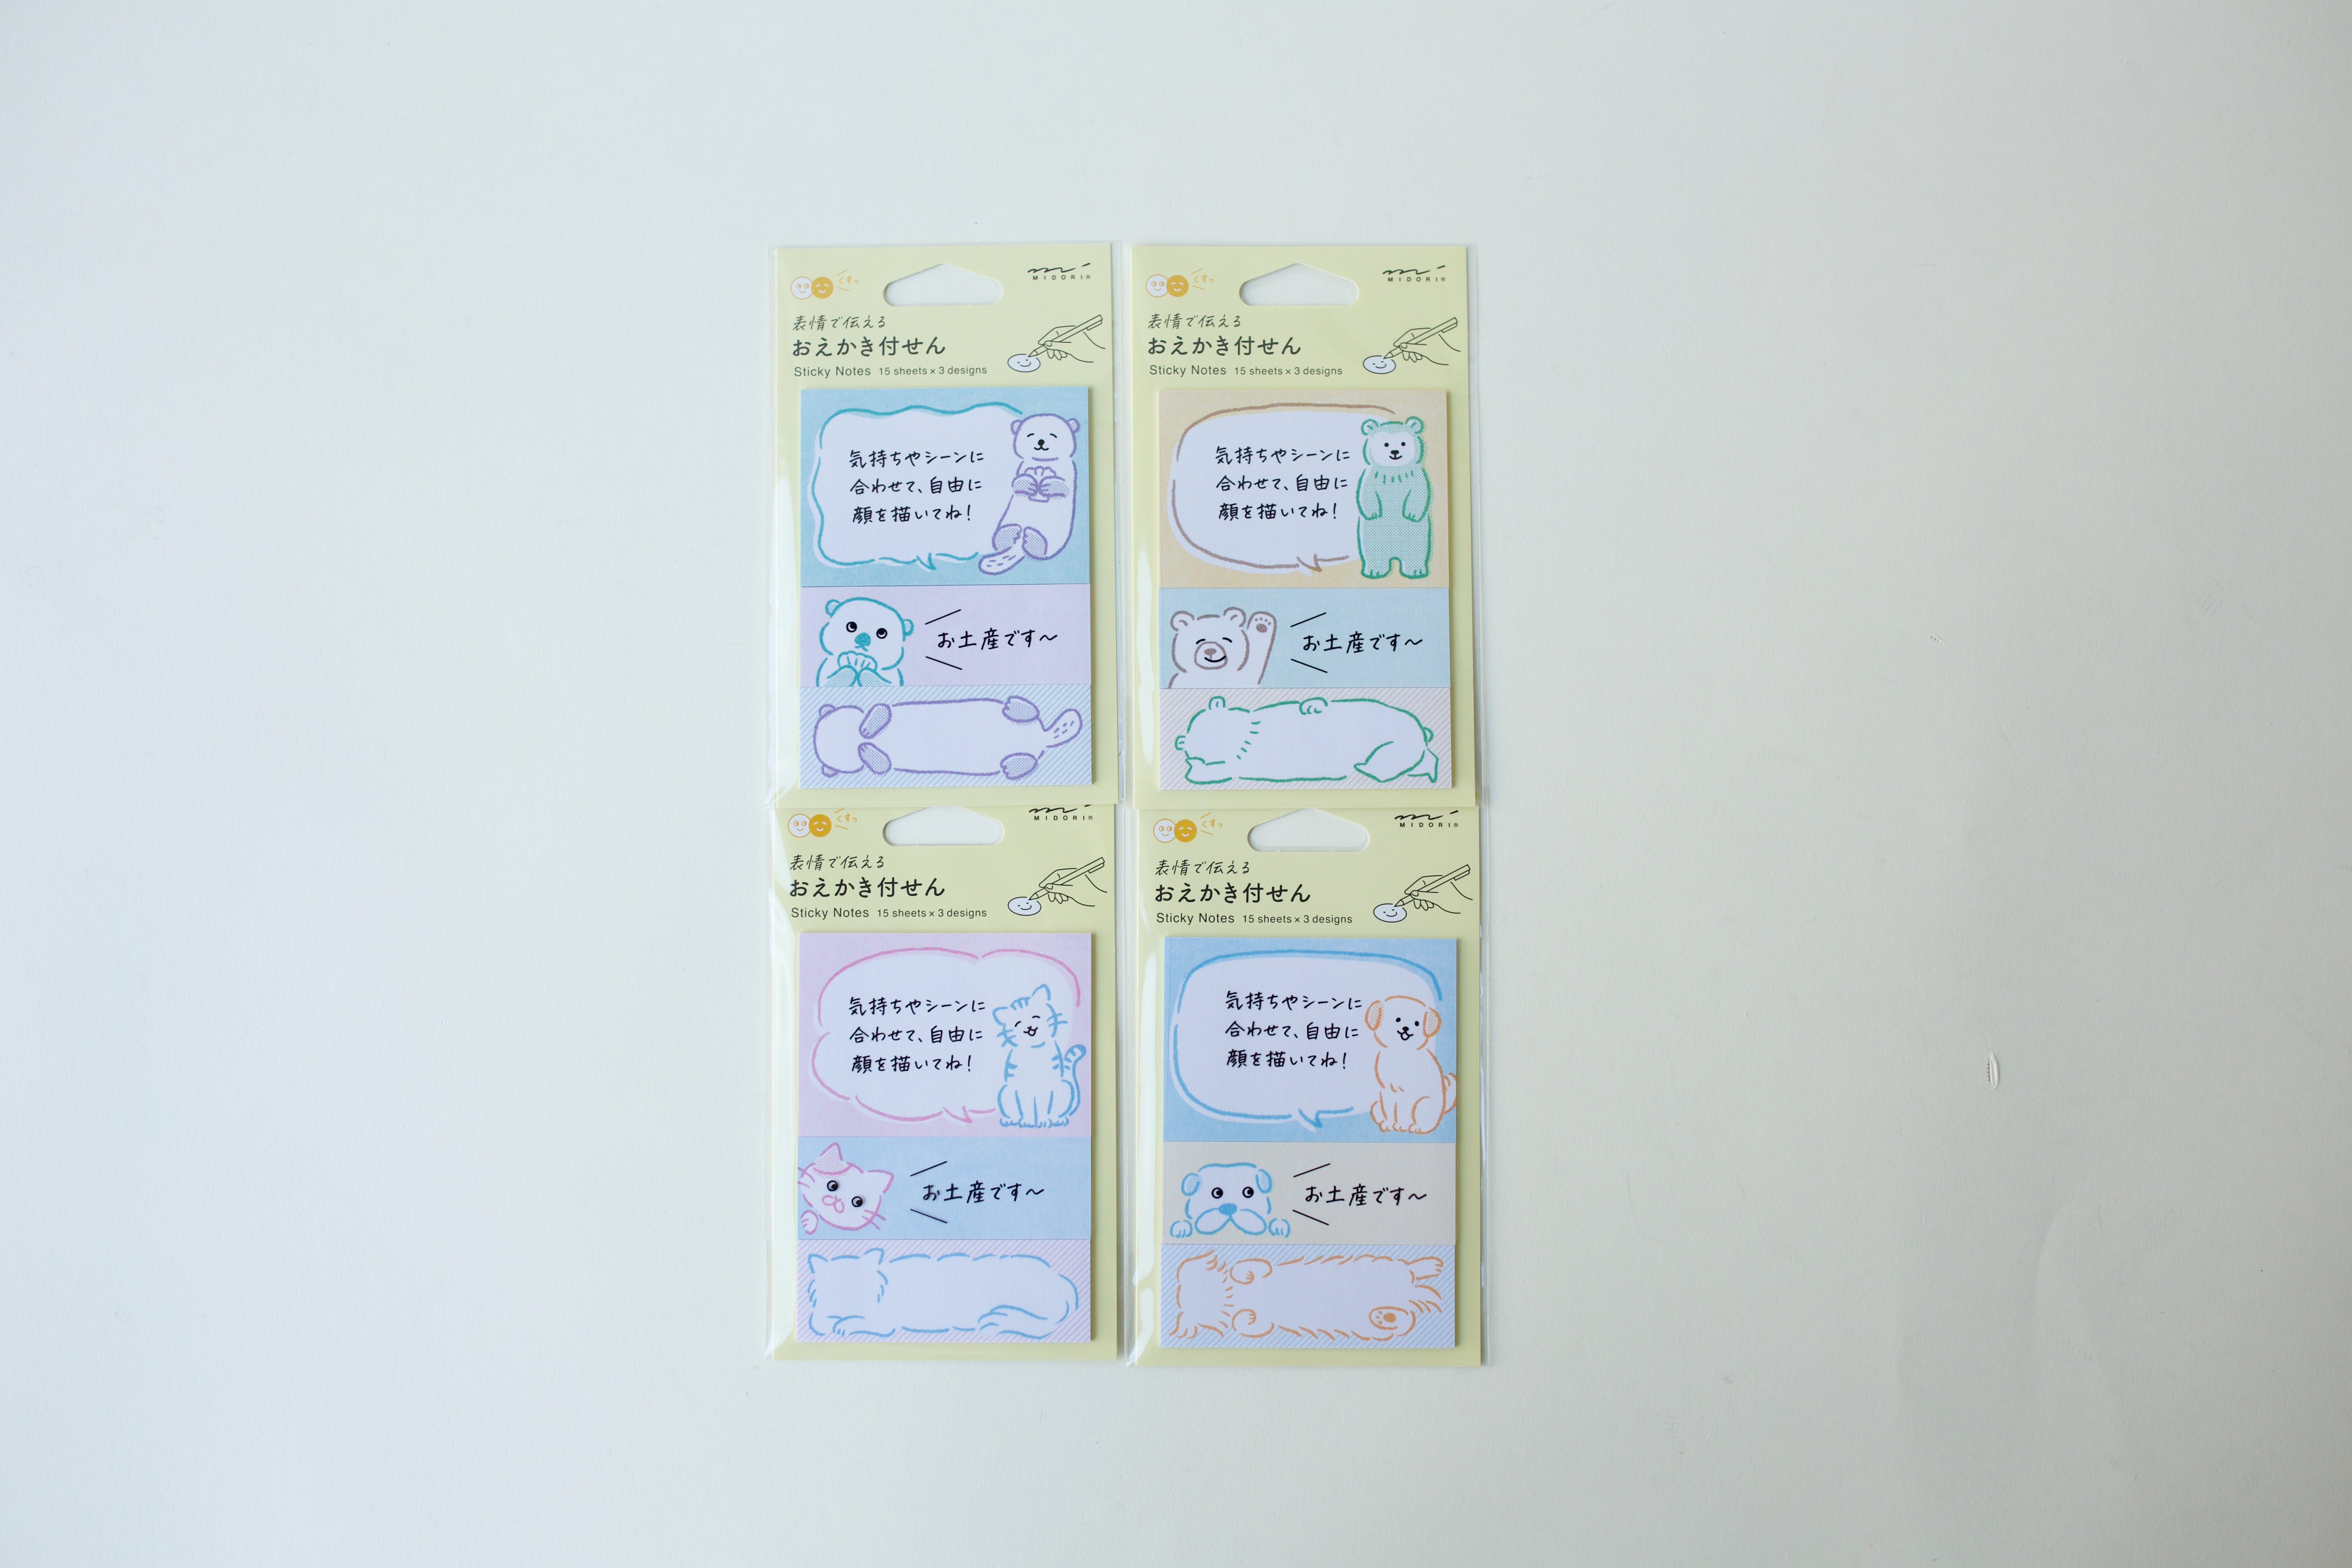 くすっ
MIDORI®
表情で伝える
おえかき付せん
Sticky Notes 15 sheets × 3 designs
気持ちやシーンに
合わせて、自由に
顔を描いてね!
お土産です〜
くすっ
MIDORI®
表情で伝える
おえかき付せん
Sticky Notes 15 sheets × 3 designs
気持ちやシーンに
合わせて、自由に
顔を描いてね!
お土産です〜
くすっ
MIDORI®
表情で伝える
おえかき付せん
Sticky Notes 15 sheets × 3 designs
気持ちやシーンに
合わせて、自由に
顔を描いてね!
お土産です〜
くすっ
MIDORI®
表情で伝える
おえかき付せん
Sticky Notes 15 sheets × 3 designs
気持ちやシーンに
合わせて、自由に
顔を描いてね!
お土産です〜